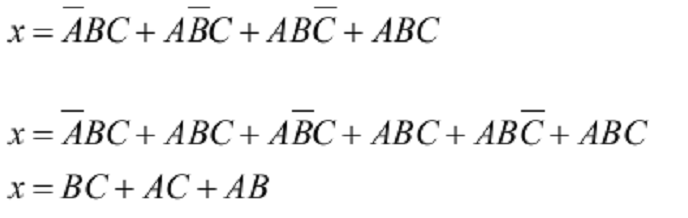 x = A̅BC + AB̅C + ABC̅ + ABC
x = A̅BC + ABC + AB̅C + ABC + ABC̅ + ABC
x = BC + AC + AB